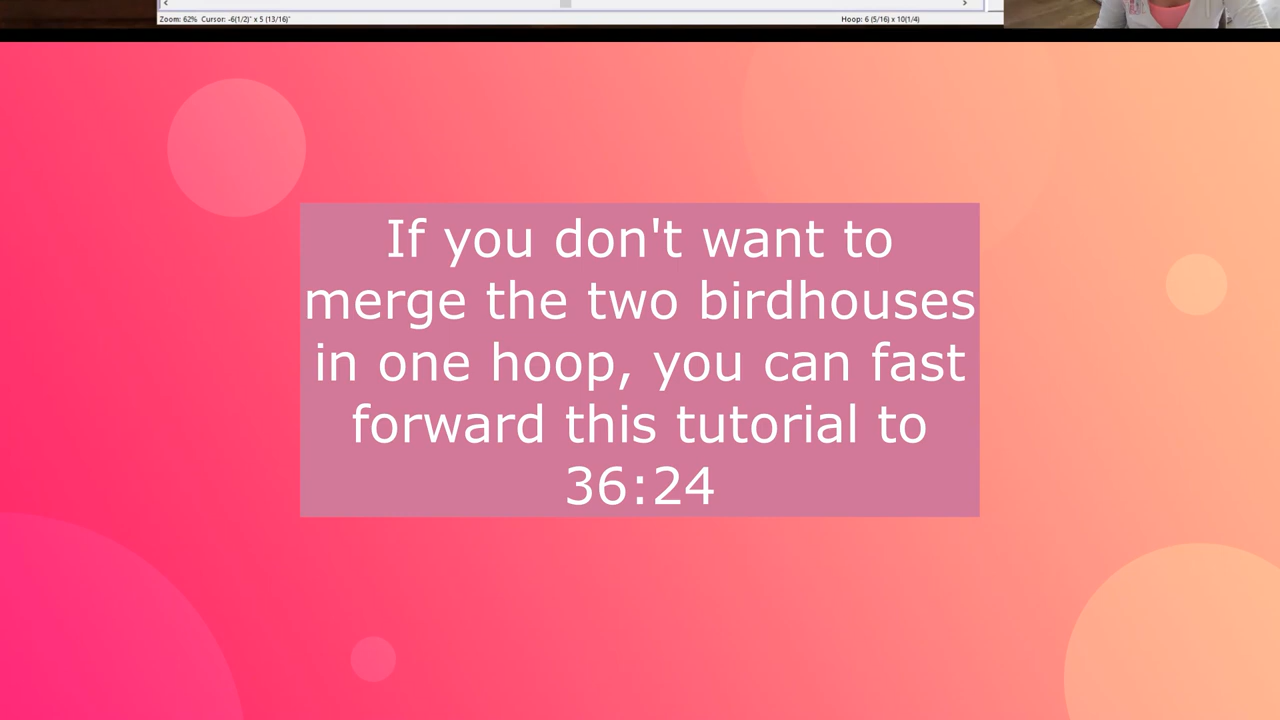 Zoom: 62% Cursor: -6(1/2)" x 5 (13/16)"
Hoop: 6 (5/16) x 10(1/4)
If you don't want to
merge the two birdhouses
in one hoop, you can fast
forward this tutorial to
36:24